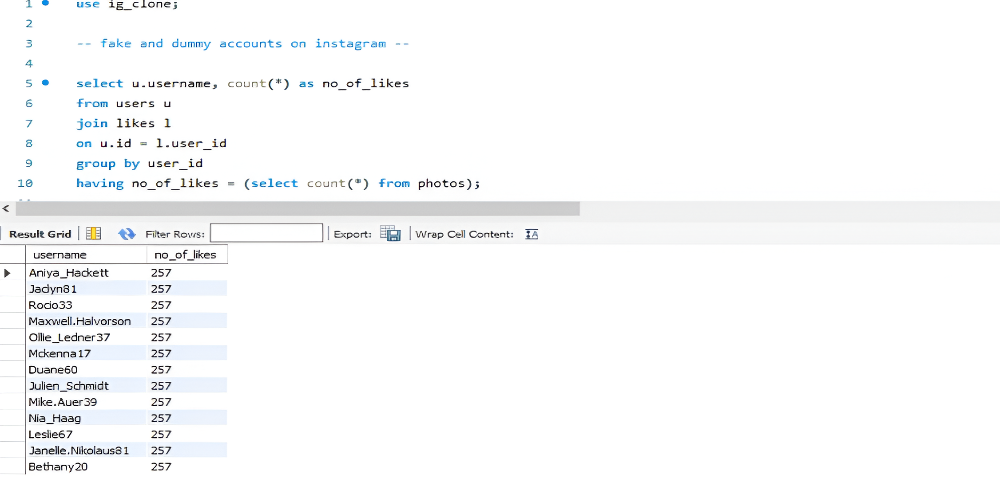 1 use ig_clone;
2
3 -- fake and dummy accounts on instagram --
4
5 select u.username, count(*) as no_of_likes
6 from users u
7 join likes l
8 on u.id = l.user_id
9 group by user_id
10 having no_of_likes = (select count(*) from photos);
Result Grid Filter Rows: Export: Wrap Cell Content: IA
username no_of_likes
Aniya_Hackett 257
Jaclyn81 257
Rocio33 257
Maxwell.Halvorson 257
Ollie_Ledner37 257
Mckenna17 257
Duane60 257
Julien_Schmidt 257
Mike.Auer39 257
Nia_Haag 257
Leslie67 257
Janelle.Nikolaus81 257
Bethany20 257